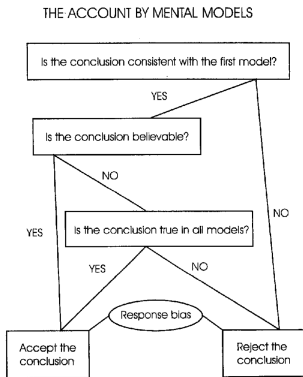 THE ACCOUNT BY MENTAL MODELS
Is the conclusion consistent with the first model?
YES
Is the conclusion believable?
NO
NO
YES
Is the conclusion true in all models?
YES
NO
Response bias
Accept the
conclusion
Reject the
conclusion